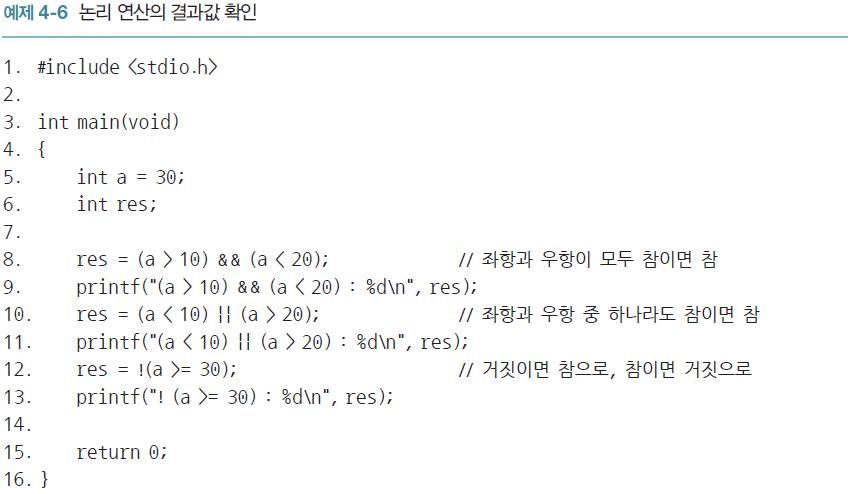 예제 4-6 논리 연산의 결과값 확인
1. #include <stdio.h>
2.
3. int main(void)
4. {
5. int a = 30;
6. int res;
7.
8. res = (a > 10) && (a < 20); // 좌항과 우항이 모두 참이면 참
9. printf("(a > 10) && (a < 20) : %d\n", res);
10. res = (a < 10) || (a > 20); // 좌항과 우항 중 하나라도 참이면 참
11. printf("(a < 10) || (a > 20) : %d\n", res);
12. res = !(a >= 30); // 거짓이면 참으로, 참이면 거짓으로
13. printf("! (a >= 30) : %d\n", res);
14.
15. return 0;
16. }